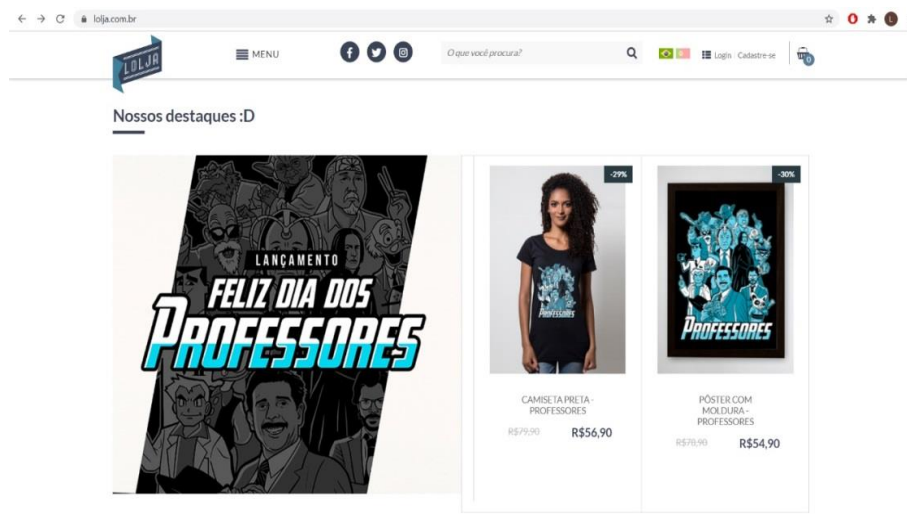 lolja.com.br
L
LOLJA
MENU
O que você procura?
Login Cadastre-se
0
Nossos destaques :D
LANÇAMENTO
FELIZ DIA DOS
PROFESSORES
-29%
PROFESSORES
CAMISETA PRETA -
PROFESSORES
R$79,90 R$56,90
-30%
PROFESSORES
PÔSTER COM
MOLDURA -
PROFESSORES
R$78,90 R$54,90